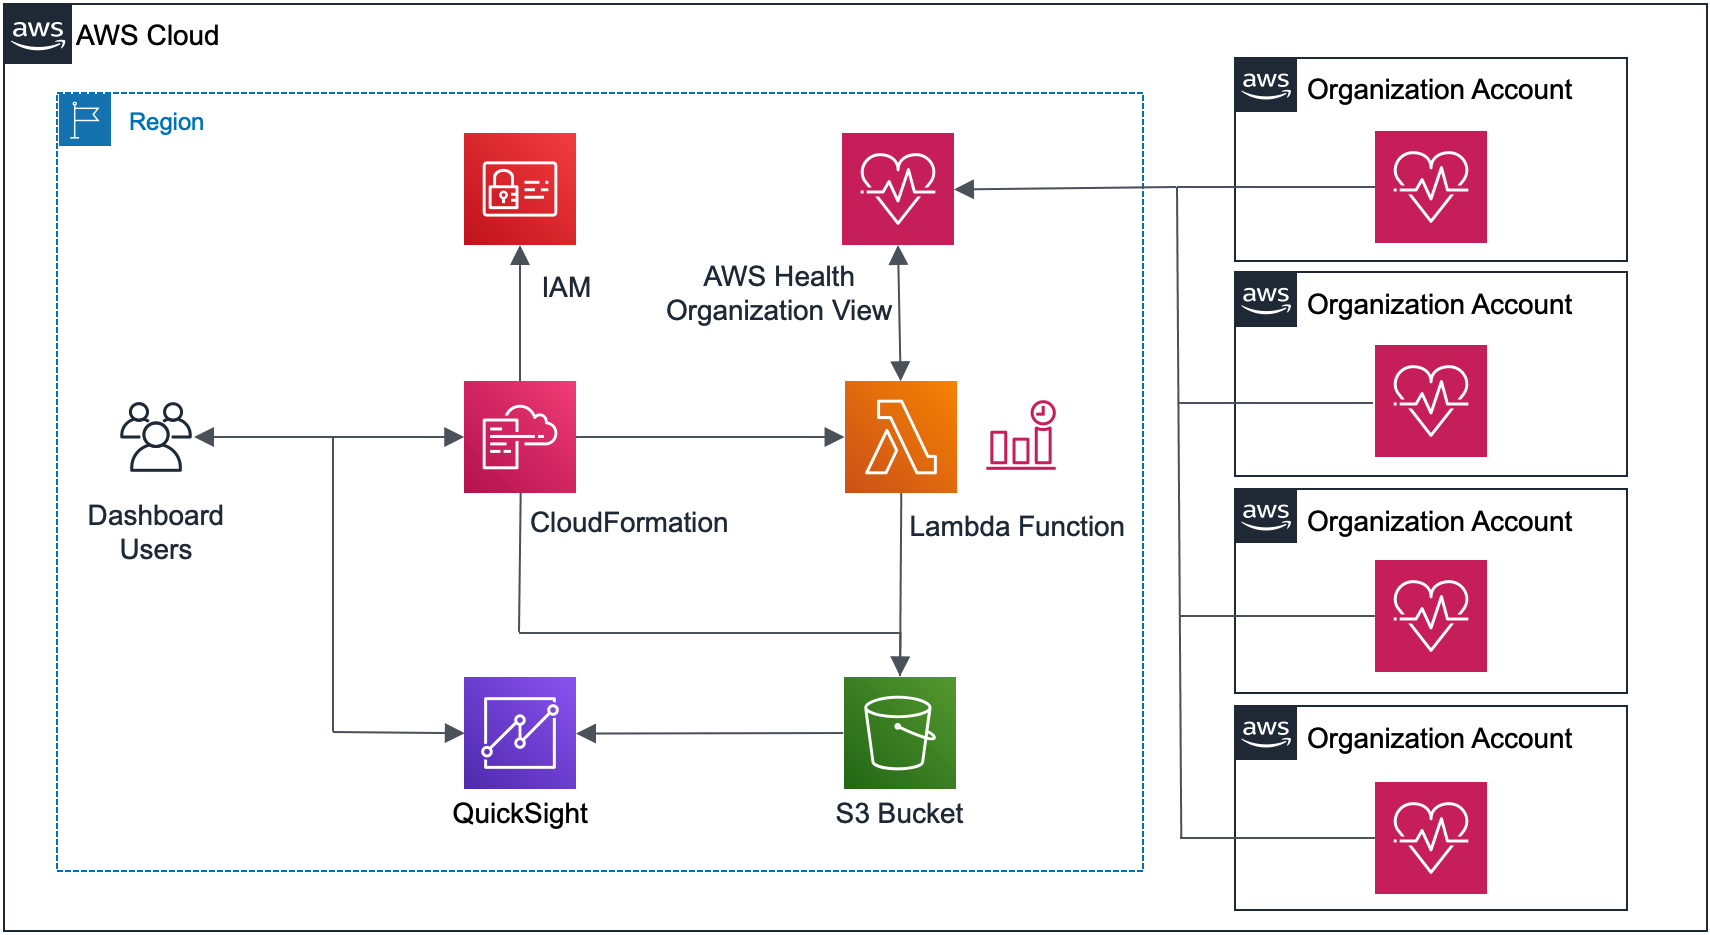 aws
AWS Cloud
Region
IAM
AWS Health
Organization View
Dashboard
Users
CloudFormation
Lambda Function
QuickSight
S3 Bucket
aws
Organization Account
aws
Organization Account
aws
Organization Account
aws
Organization Account